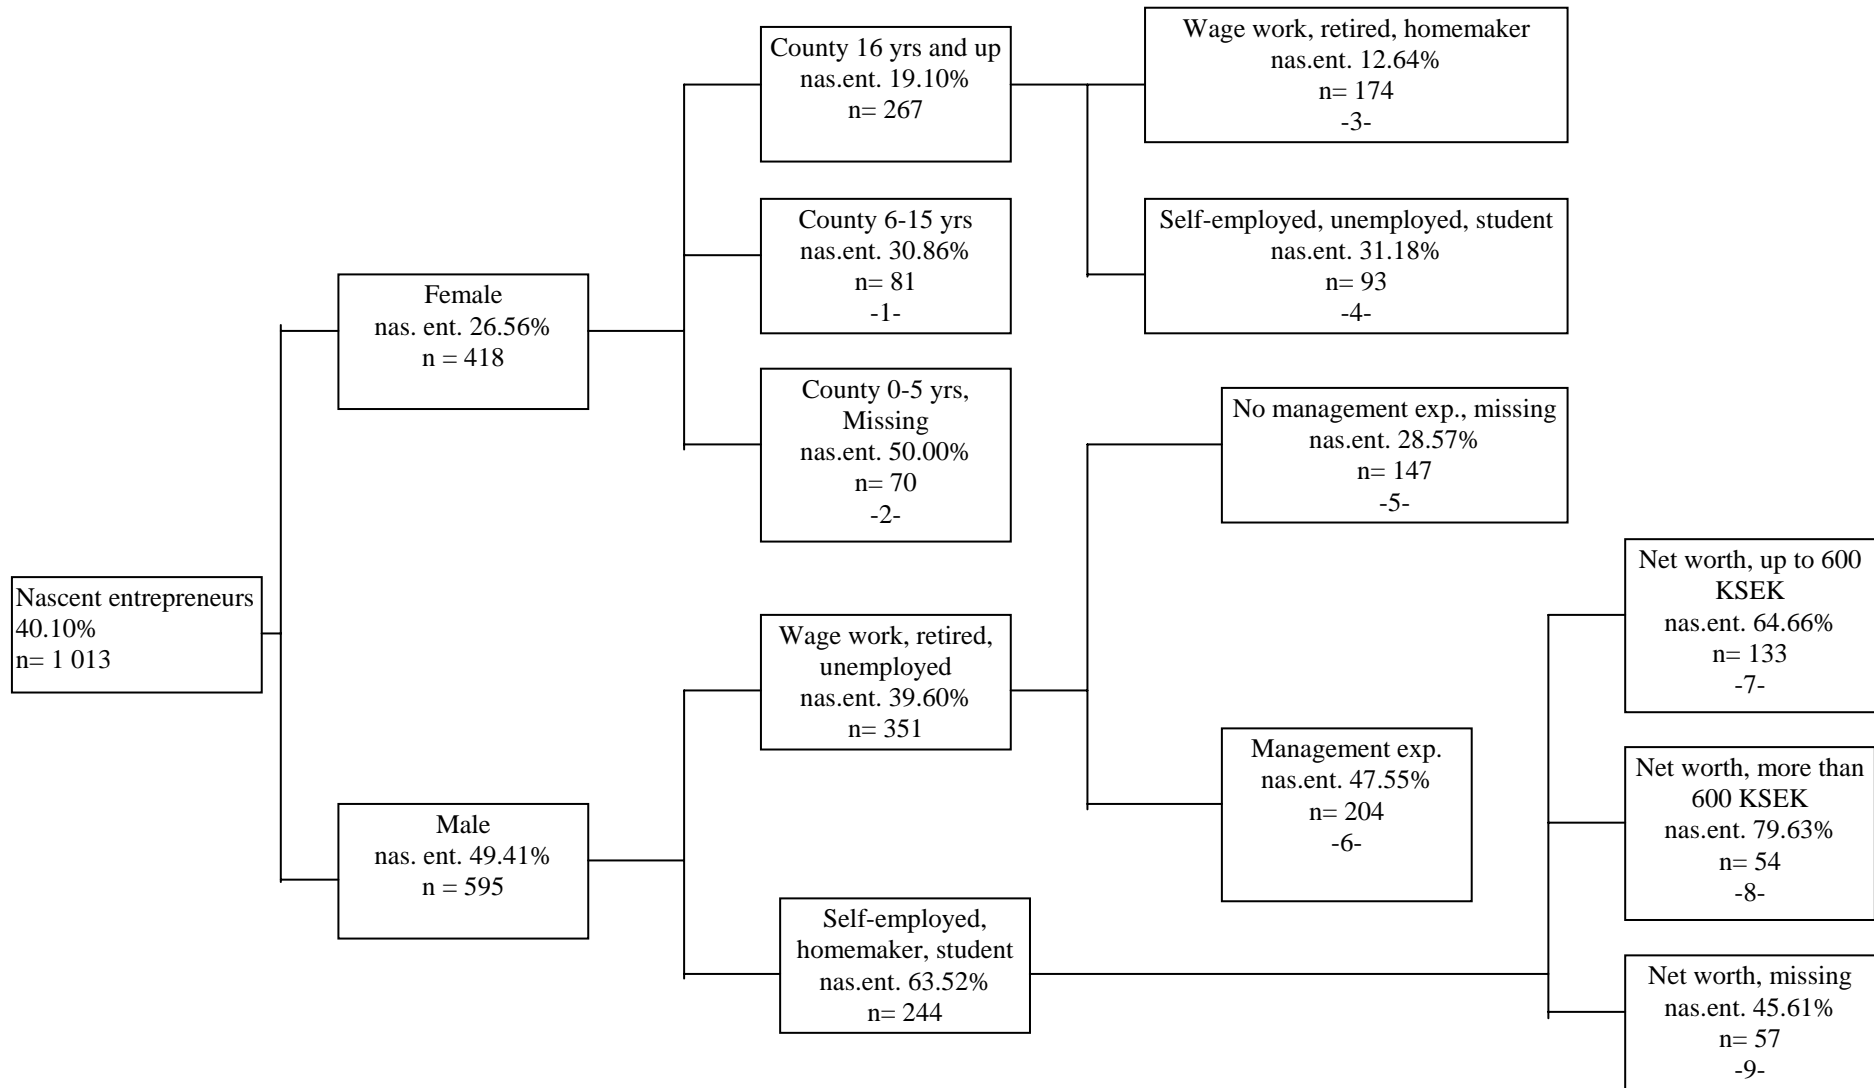 Nascent entrepreneurs
40.10%
n= 1 013
Female
nas. ent. 26.56%
n = 418
Male
nas. ent. 49.41%
n = 595
County 16 yrs and up
nas.ent. 19.10%
n= 267
County 6-15 yrs
nas.ent. 30.86%
n= 81
-1-
County 0-5 yrs,
Missing
nas.ent. 50.00%
n= 70
-2-
Wage work, retired,
unemployed
nas.ent. 39.60%
n= 351
Self-employed,
homemaker, student
nas.ent. 63.52%
n= 244
Wage work, retired, homemaker
nas.ent. 12.64%
n= 174
-3-
Self-employed, unemployed, student
nas.ent. 31.18%
n= 93
-4-
No management exp., missing
nas.ent. 28.57%
n= 147
-5-
Management exp.
nas.ent. 47.55%
n= 204
-6-
Net worth, up to 600
KSEK
nas.ent. 64.66%
n= 133
-7-
Net worth, more than
600 KSEK
nas.ent. 79.63%
n= 54
-8-
Net worth, missing
nas.ent. 45.61%
n= 57
-9-